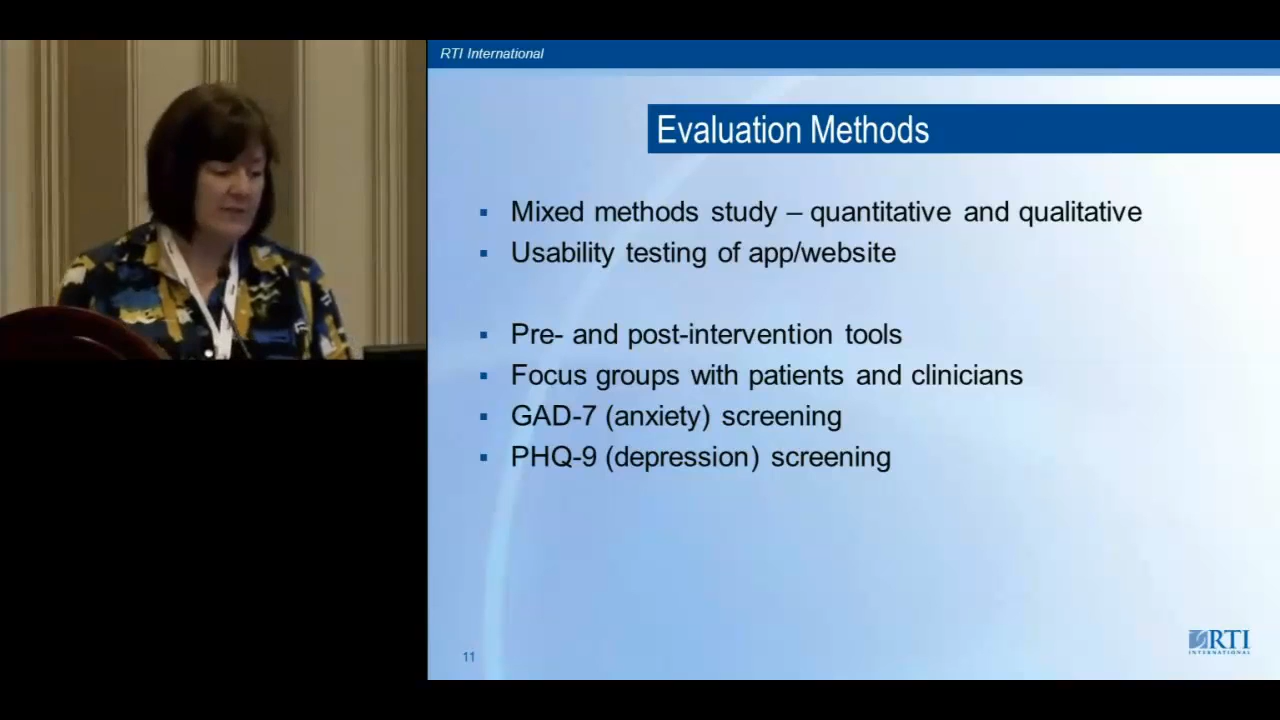 RTI International
Evaluation Methods
▪ Mixed methods study – quantitative and qualitative
▪ Usability testing of app/website
▪ Pre- and post-intervention tools
▪ Focus groups with patients and clinicians
▪ GAD-7 (anxiety) screening
▪ PHQ-9 (depression) screening
11
RTI
INTERNATIONAL